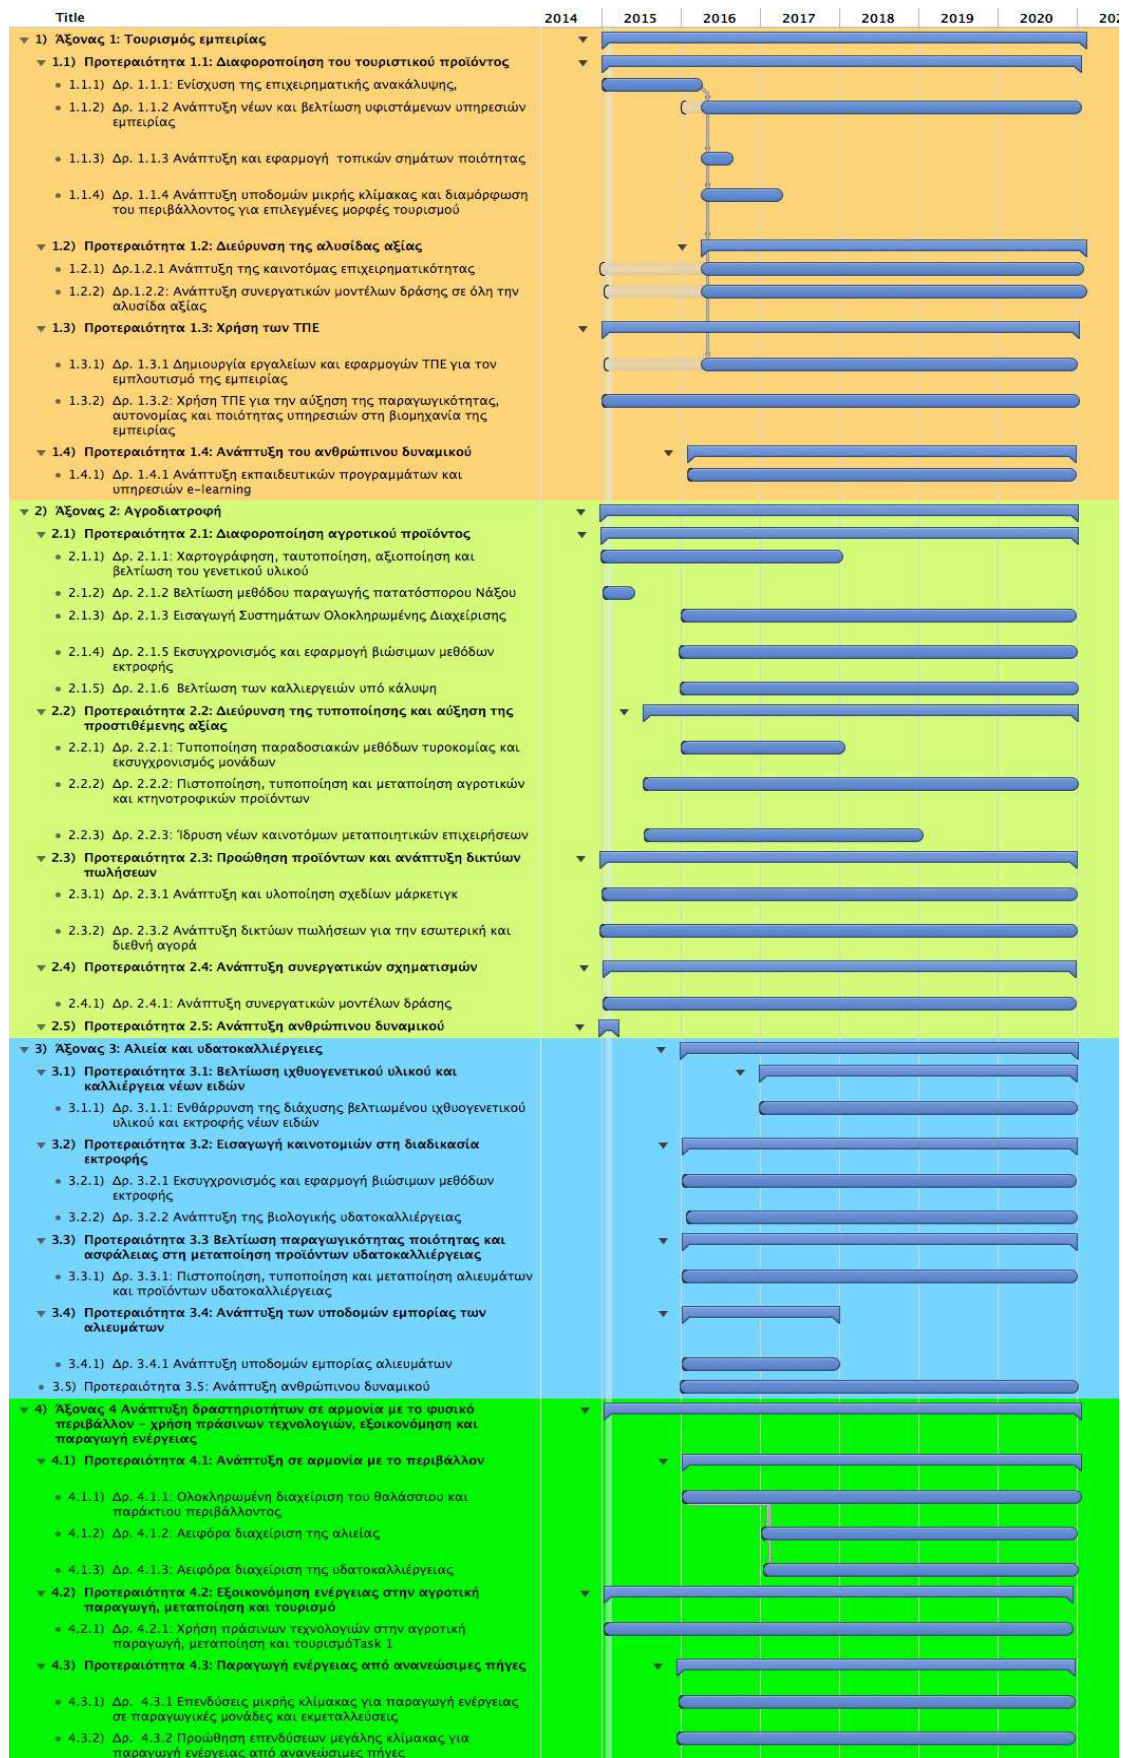 Title 2014 2015 2016 2017 2018 2019 2020 202
1) Άξονας 1: Τουρισμός εμπειρίας
1.1) Προτεραιότητα 1.1: Διαφοροποίηση του τουριστικού προϊόντος
1.1.1) Δρ. 1.1.1: Ενίσχυση της επιχειρηματικής ανακάλυψης,
1.1.2) Δρ. 1.1.2 Ανάπτυξη νέων και βελτίωση υφιστάμενων υπηρεσιών
εμπειρίας
1.1.3) Δρ. 1.1.3 Ανάπτυξη και εφαρμογή τοπικών σημάτων ποιότητας
1.1.4) Δρ. 1.1.4 Ανάπτυξη υποδομών μικρής κλίμακας και διαμόρφωση
του περιβάλλοντος για επιλεγμένες μορφές τουρισμού
1.2) Προτεραιότητα 1.2: Διεύρυνση της αλυσίδας αξίας
1.2.1) Δρ.1.2.1 Ανάπτυξη της καινοτόμας επιχειρηματικότητας
1.2.2) Δρ.1.2.2: Ανάπτυξη συνεργατικών μοντέλων δράσης σε όλη την
αλυσίδα αξίας
1.3) Προτεραιότητα 1.3: Χρήση των ΤΠΕ
1.3.1) Δρ. 1.3.1 Δημιουργία εργαλείων και εφαρμογών ΤΠΕ για τον
εμπλουτισμό της εμπειρίας
1.3.2) Δρ. 1.3.2: Χρήση ΤΠΕ για την αύξηση της παραγωγικότητας,
αυτονομίας και ποιότητας υπηρεσιών στη βιομηχανία της
εμπειρίας
1.4) Προτεραιότητα 1.4: Ανάπτυξη του ανθρώπινου δυναμικού
1.4.1) Δρ. 1.4.1 Ανάπτυξη εκπαιδευτικών προγραμμάτων και
υπηρεσιών e-learning
2) Άξονας 2: Αγροδιατροφή
2.1) Προτεραιότητα 2.1: Διαφοροποίηση αγροτικού προϊόντος
2.1.1) Δρ. 2.1.1: Χαρτογράφηση, ταυτοποίηση, αξιοποίηση και
βελτίωση του γενετικού υλικού
2.1.2) Δρ. 2.1.2 Βελτίωση μεθόδου παραγωγής πατατόσπορου Νάξου
2.1.3) Δρ. 2.1.3 Εισαγωγή Συστημάτων Ολοκληρωμένης Διαχείρισης
2.1.4) Δρ. 2.1.5 Εκσυγχρονισμός και εφαρμογή βιώσιμων μεθόδων
εκτροφής
2.1.5) Δρ. 2.1.6 Βελτίωση των καλλιεργειών υπό κάλυψη
2.2) Προτεραιότητα 2.2: Διεύρυνση της τυποποίησης και αύξηση της
προστιθέμενης αξίας
2.2.1) Δρ. 2.2.1: Τυποποίηση παραδοσιακών μεθόδων τυροκομίας και
εκσυγχρονισμός μονάδων
2.2.2) Δρ. 2.2.2: Πιστοποίηση, τυποποίηση και μεταποίηση αγροτικών
και κτηνοτροφικών προϊόντων
2.2.3) Δρ. 2.2.3: Ίδρυση νέων καινοτόμων μεταποιητικών επιχειρήσεων
2.3) Προτεραιότητα 2.3: Προώθηση προϊόντων και ανάπτυξη δικτύων
πωλήσεων
2.3.1) Δρ. 2.3.1 Ανάπτυξη και υλοποίηση σχεδίων μάρκετιγκ
2.3.2) Δρ. 2.3.2 Ανάπτυξη δικτύων πωλήσεων για την εσωτερική και
διεθνή αγορά
2.4) Προτεραιότητα 2.4: Ανάπτυξη συνεργατικών σχηματισμών
2.4.1) Δρ. 2.4.1: Ανάπτυξη συνεργατικών μοντέλων δράσης
2.5) Προτεραιότητα 2.5: Ανάπτυξη ανθρώπινου δυναμικού
3) Άξονας 3: Αλιεία και υδατοκαλλιέργειες
3.1) Προτεραιότητα 3.1: Βελτίωση ιχθυογενετικού υλικού και
καλλιέργεια νέων ειδών
3.1.1) Δρ. 3.1.1: Ενθάρρυνση της διάχυσης βελτιωμένου ιχθυογενετικού
υλικού και εκτροφής νέων ειδών
3.2) Προτεραιότητα 3.2: Εισαγωγή καινοτομιών στη διαδικασία
εκτροφής
3.2.1) Δρ. 3.2.1 Εκσυγχρονισμός και εφαρμογή βιώσιμων μεθόδων
εκτροφής
3.2.2) Δρ. 3.2.2 Ανάπτυξη της βιολογικής υδατοκαλλιέργειας
3.3) Προτεραιότητα 3.3 Βελτίωση παραγωγικότητας ποιότητας και
ασφάλειας στη μεταποίηση προϊόντων υδατοκαλλιέργειας
3.3.1) Δρ. 3.3.1: Πιστοποίηση, τυποποίηση και μεταποίηση αλιευμάτων
και προϊόντων υδατοκαλλιέργειας
3.4) Προτεραιότητα 3.4: Ανάπτυξη των υποδομών εμπορίας των
αλιευμάτων
3.4.1) Δρ. 3.4.1 Ανάπτυξη υποδομών εμπορίας αλιευμάτων
3.5) Προτεραιότητα 3.5: Ανάπτυξη ανθρώπινου δυναμικού
4) Άξονας 4 Ανάπτυξη δραστηριοτήτων σε αρμονία με το φυσικό
περιβάλλον – χρήση πράσινων τεχνολογιών, εξοικονόμηση και
παραγωγή ενέργειας
4.1) Προτεραιότητα 4.1: Ανάπτυξη σε αρμονία με το περιβάλλον
4.1.1) Δρ. 4.1.1: Ολοκληρωμένη διαχείριση του θαλάσσιου και
παράκτιου περιβάλλοντος
4.1.2) Δρ. 4.1.2: Αειφόρα διαχείριση της αλιείας
4.1.3) Δρ. 4.1.3: Αειφόρα διαχείριση της υδατοκαλλιέργειας
4.2) Προτεραιότητα 4.2: Εξοικονόμηση ενέργειας στην αγροτική
παραγωγή, μεταποίηση και τουρισμό
4.2.1) Δρ. 4.2.1: Χρήση πράσινων τεχνολογιών στην αγροτική
παραγωγή, μεταποίηση και τουρισμόTask 1
4.3) Προτεραιότητα 4.3: Παραγωγή ενέργειας από ανανεώσιμες πήγες
4.3.1) Δρ. 4.3.1 Επενδύσεις μικρής κλίμακας για παραγωγή ενέργειας
σε παραγωγικές μονάδες και εκμεταλλεύσεις
4.3.2) Δρ. 4.3.2 Προώθηση επενδύσεων μεγάλης κλίμακας για
παραγωγή ενέργειας από ανανεώσιμες πήγες